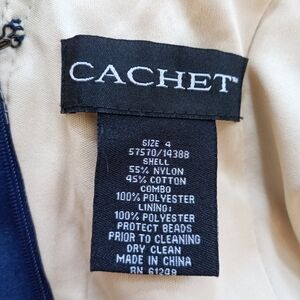 CACHET™
SIZE 4
57570/14388
SHELL
55% NYLON
45% COTTON
COMBO
100% POLYESTER
LINING:
100% POLYESTER
PROTECT BEADS
PRIOR TO CLEANING
DRY CLEAN
MADE IN CHINA
RN 61249